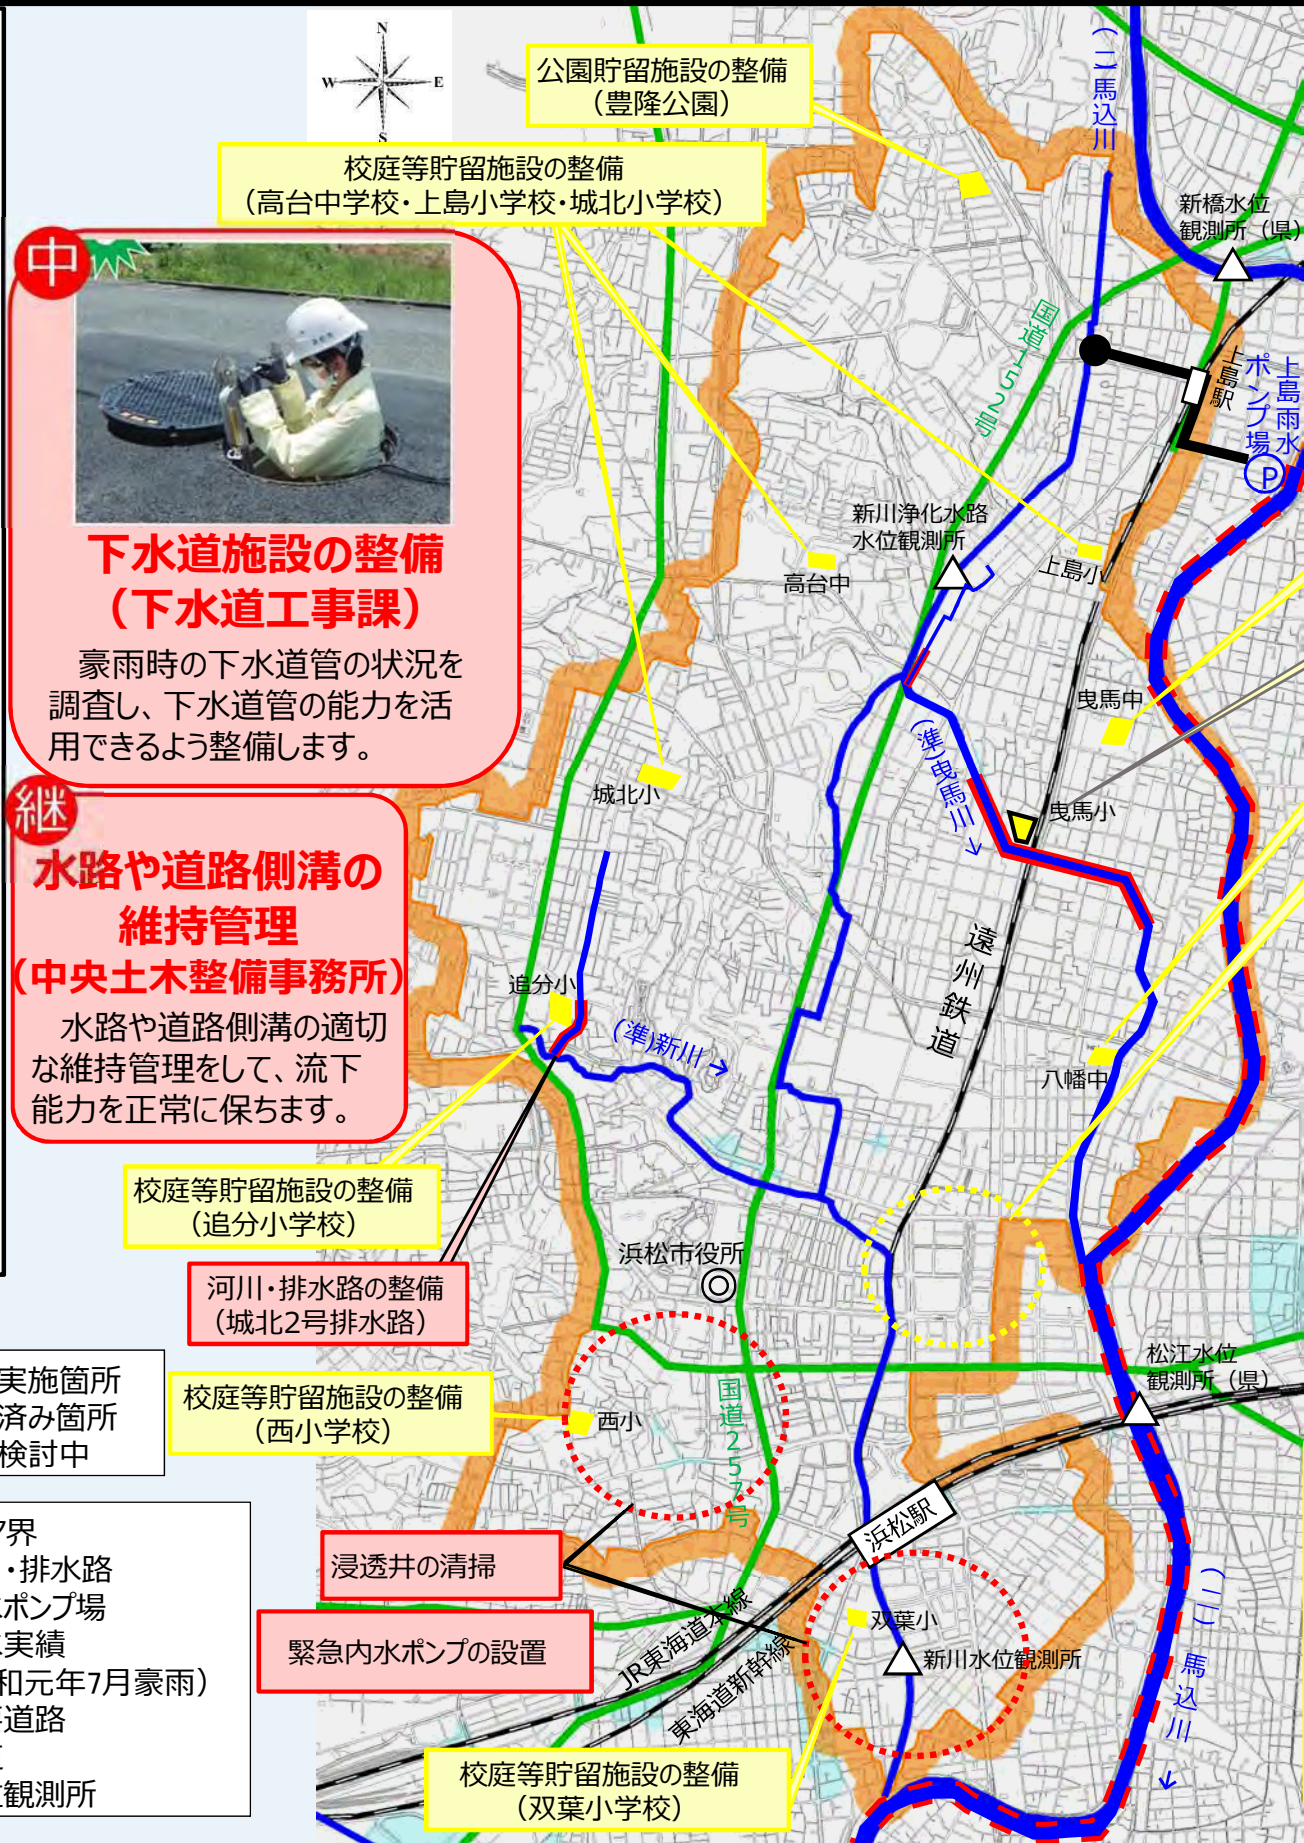 N
W
E
S
公園貯留施設の整備
（豊隆公園）
校庭等貯留施設の整備
（高台中学校・上島小学校・城北小学校）
(二)馬込川
新橋水位
観測所（県）
国道152号
上島駅
上島雨水
ポンプ場
P
中
下水道施設の整備
（下水道工事課）
豪雨時の下水道管の状況を
調査し、下水道管の能力を活
用できるよう整備します。
新川浄化水路
水位観測所
高台中
上島小
曳馬中
(準)曳馬川→
曳馬小
城北小
継
水路や道路側溝の
維持管理
（中央土木整備事務所）
水路や道路側溝の適切
な維持管理をして、流下
能力を正常に保ちます。
遠州鉄道
追分小
(準)新川→
八幡中
校庭等貯留施設の整備
（追分小学校）
浜松市役所
河川・排水路の整備
（城北2号排水路）
松江水位
観測所（県）
実施箇所
済み箇所
検討中
校庭等貯留施設の整備
（西小学校）
西小
国道257号
浜松駅
界
・排水路
ポンプ場
実績
和元年7月豪雨）
道路
観測所
浸透井の清掃
緊急内水ポンプの設置
JR東海道本線
東海道新幹線
双葉小
新川水位観測所
(二)馬込川→
校庭等貯留施設の整備
（双葉小学校）